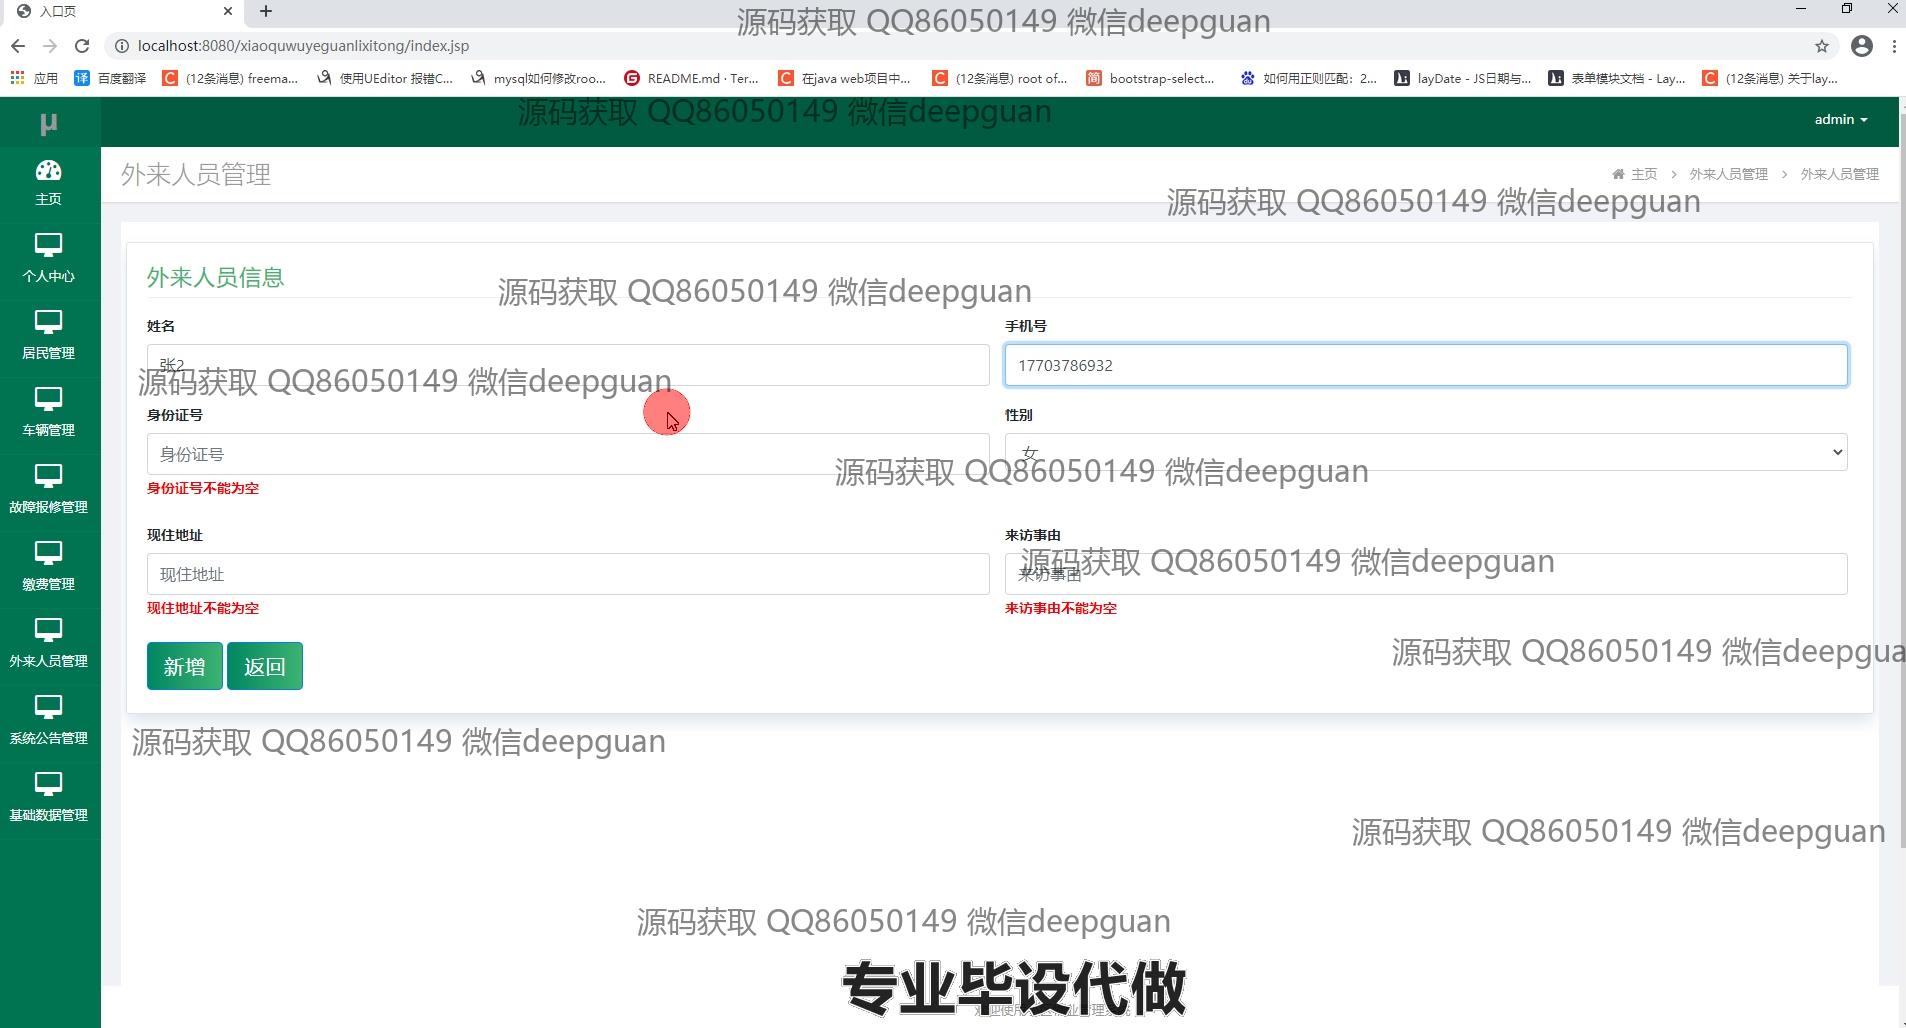 入口页
源码获取 QQ86050149 微信deepguan
localhost:8080/xiaoquwuyeguanlixitong/index.jsp
应用 百度翻译 (12条消息) freema... 使用UEditor 报错C... mysql如何修改roo... README.md · Ter... 在java web项目中... (12条消息) root of... bootstrap-select... 如何用正则匹配：2... layDate - JS日期与... 表单模块文档 - Lay... (12条消息) 关于lay...
源码获取 QQ86050149 微信deepguan
μ
admin
主页
外来人员管理
主页 > 外来人员管理 > 外来人员管理
源码获取 QQ86050149 微信deepguan
个人中心
居民管理
车辆管理
故障报修管理
缴费管理
外来人员管理
系统公告管理
基础数据管理
外来人员信息
源码获取 QQ86050149 微信deepguan
姓名
手机号
张2
17703786932
源码获取 QQ86050149 微信deepguan
身份证号
性别
身份证号
女
源码获取 QQ86050149 微信deepguan
身份证号不能为空
现住地址
来访事由
源码获取 QQ86050149 微信deepguan
现住地址
来访事由
现住地址不能为空
来访事由不能为空
新增 返回
源码获取 QQ86050149 微信deepgua
源码获取 QQ86050149 微信deepguan
源码获取 QQ86050149 微信deepguan
源码获取 QQ86050149 微信deepguan
专业毕设代做